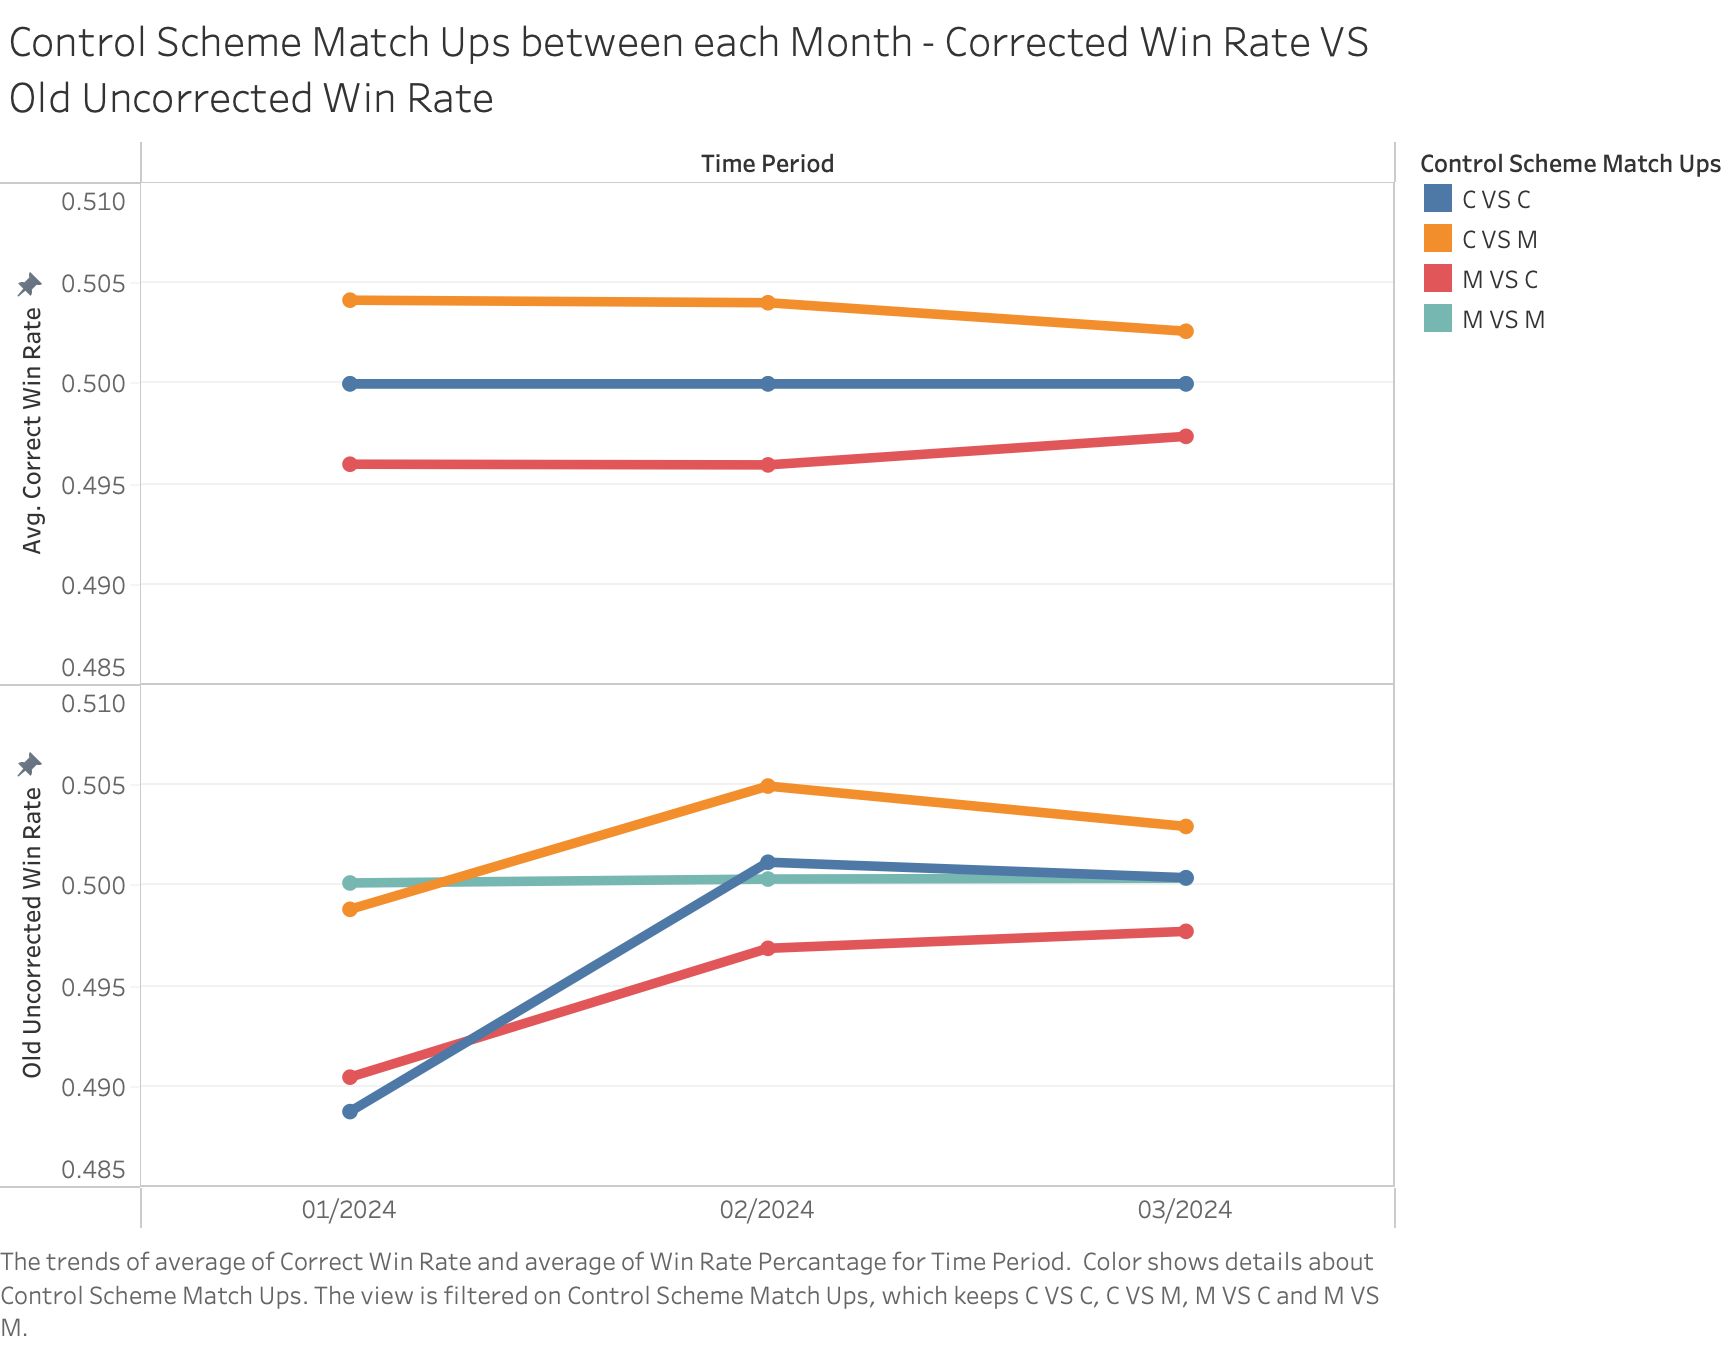 Control Scheme Match Ups between each Month - Corrected Win Rate VS
Old Uncorrected Win Rate
Time Period
Control Scheme Match Ups
C VS C
C VS M
M VS C
M VS M
Avg. Correct Win Rate
0.510
0.505
0.500
0.495
0.490
0.485
Old Uncorrected Win Rate
0.510
0.505
0.500
0.495
0.490
0.485
01/2024
02/2024
03/2024
The trends of average of Correct Win Rate and average of Win Rate Percentage for Time Period.  Color shows details about
Control Scheme Match Ups. The view is filtered on Control Scheme Match Ups, which keeps C VS C, C VS M, M VS C and M VS
M.